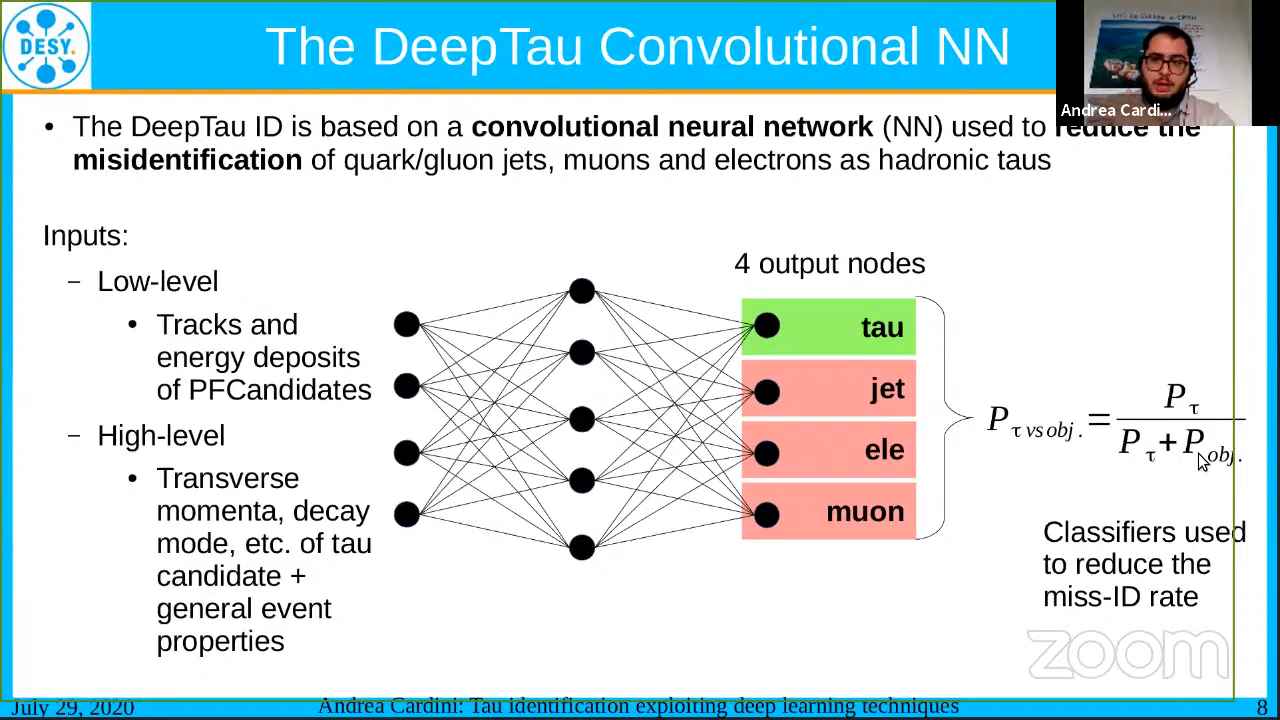 DESY.
The DeepTau Convolutional NN
Andrea Cardi...
• The DeepTau ID is based on a convolutional neural network (NN) used to reduce the
misidentification of quark/gluon jets, muons and electrons as hadronic taus
Inputs:
– Low-level
• Tracks and
energy deposits
of PFCandidates
– High-level
• Transverse
momenta, decay
mode, etc. of tau
candidate +
general event
properties
4 output nodes
tau
jet
ele
muon
P τ vs obj. = P τ / (P τ + P obj.)
Classifiers used
to reduce the
miss-ID rate
zoom
July 29, 2020
Andrea Cardini: Tau identification exploiting deep learning techniques
8